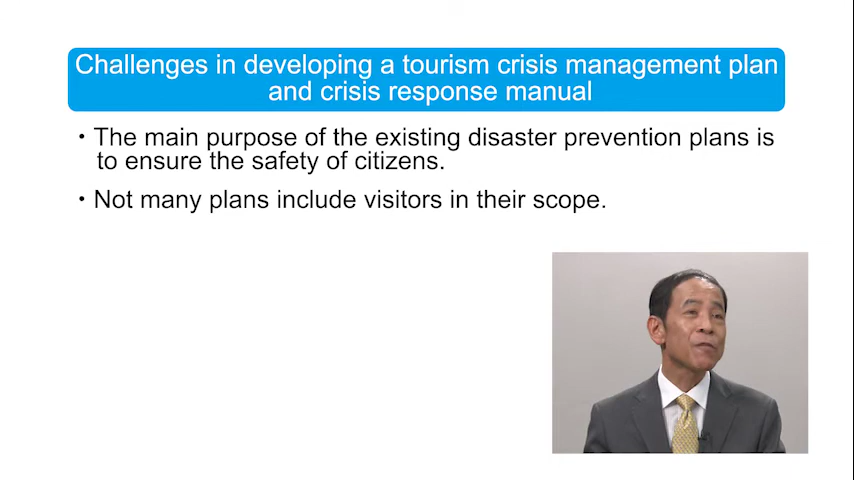 Challenges in developing a tourism crisis management plan
and crisis response manual
・The main purpose of the existing disaster prevention plans is
to ensure the safety of citizens.
・Not many plans include visitors in their scope.